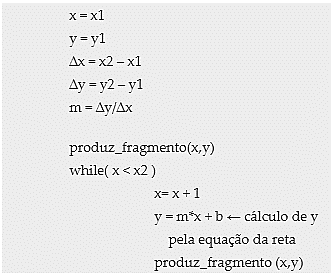 x = x1
y = y1
Δx = x2 – x1
Δy = y2 – y1
m = Δy/Δx
produz_fragmento(x,y)
while( x < x2 )
x= x + 1
y = m*x + b ← cálculo de y
pela equação da reta
produz_fragmento (x,y)